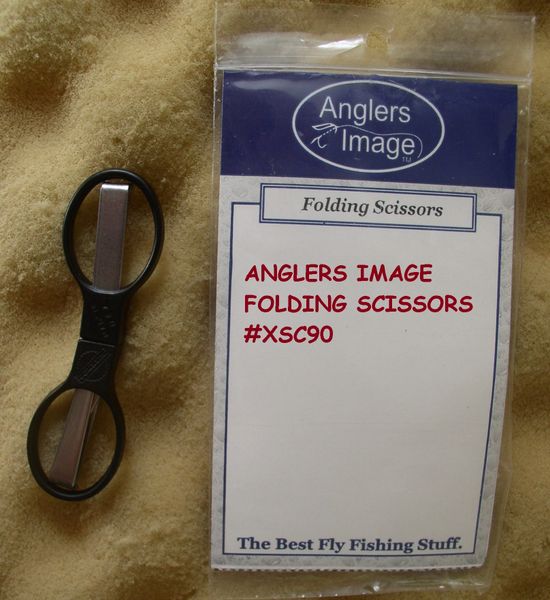 Anglers
Image TM
Folding Scissors
ANGLERS IMAGE
FOLDING SCISSORS
#XSC90
The Best Fly Fishing Stuff.